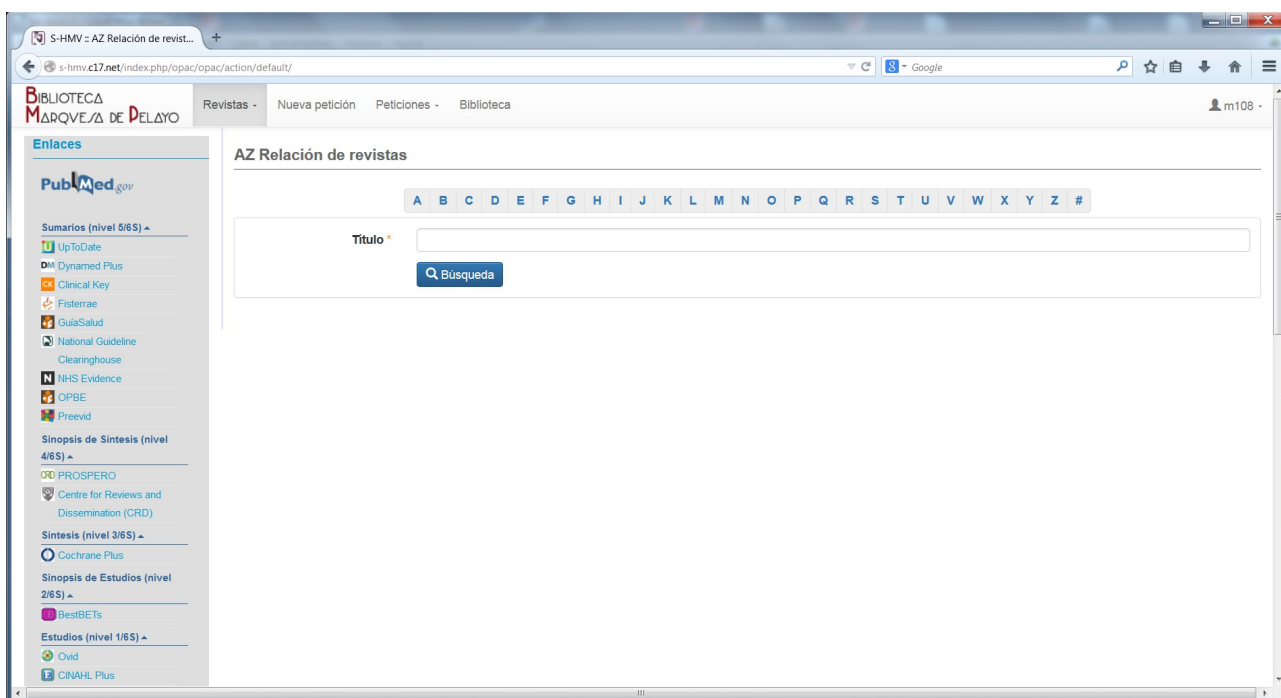 S-HMV :: AZ Relación de revist...
s-hmv.c17.net/index.php/opac/opac/action/default/
Google
BIBLIOTECA
MARQVESA DE PELAYO
Revistas
Nueva petición
Peticiones
Biblioteca
m108
Enlaces
PubMed.gov
Sumarios (nivel 5/6S)
UpToDate
DM Dynamed Plus
CK Clinical Key
Fisterrae
GuíaSalud
National Guideline
Clearinghouse
N NHS Evidence
OPBE
Preevid
Sinopsis de Síntesis (nivel
4/6S)
CRD PROSPERO
Centre for Reviews and
Dissemination (CRD)
Síntesis (nivel 3/6S)
Cochrane Plus
Sinopsis de Estudios (nivel
2/6S)
BestBETs
Estudios (nivel 1/6S)
Ovid
CINAHL Plus
AZ Relación de revistas
A B C D E F G H I J K L M N O P Q R S T U V W X Y Z #
Título *
Búsqueda